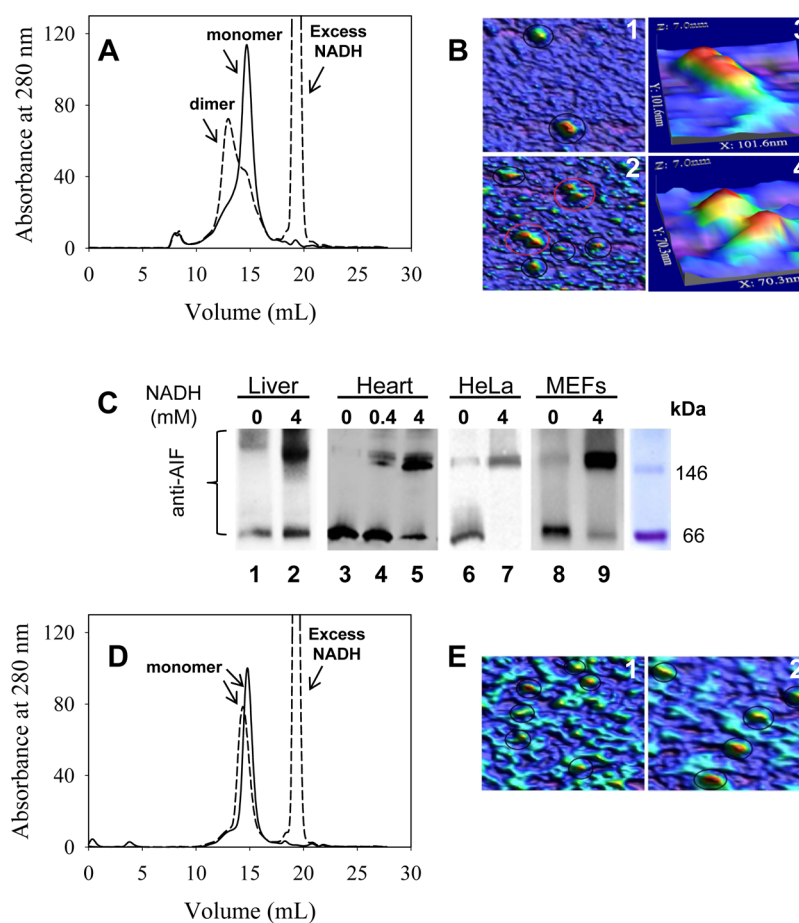 A
120
80
40
0
Absorbance at 280 nm
monomer
dimer
Excess
NADH
0 5 10 15 20 25 30
Volume (mL)
B
1
2
3
Z: 7.0nm
Y: 101.6nm
X: 101.6nm
4
Z: 7.0nm
Y: 70.3nm
X: 70.3nm
C
NADH
(mM)
Liver Heart HeLa MEFs
0 4 0 0.4 4 0 4 0 4 kDa
anti-AIF
146
66
1 2 3 4 5 6 7 8 9
D
120
80
40
0
Absorbance at 280 nm
monomer
Excess
NADH
0 5 10 15 20 25 30
Volume (mL)
E
1
2